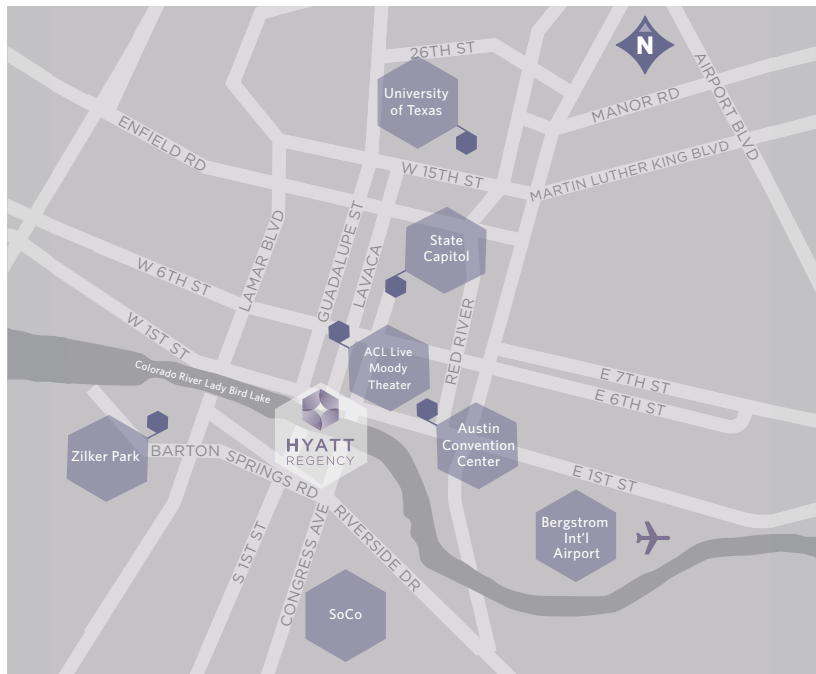 N
26TH ST
University
of Texas
MANOR RD
AIRPORT BLVD
ENFIELD RD
W 15TH ST
MARTIN LUTHER KING BLVD
LAMAR BLVD
GUADALUPE ST
LAVACA
State
Capitol
W 6TH ST
W 1ST ST
RED RIVER
ACL Live
Moody
Theater
Colorado River Lady Bird Lake
E 7TH ST
E 6TH ST
HYATT
REGENCY
Austin
Convention
Center
Zilker Park
BARTON SPRINGS RD
E 1ST ST
Bergstrom
Int'l
Airport
S 1ST ST
CONGRESS AVE
RIVERSIDE DR
SoCo